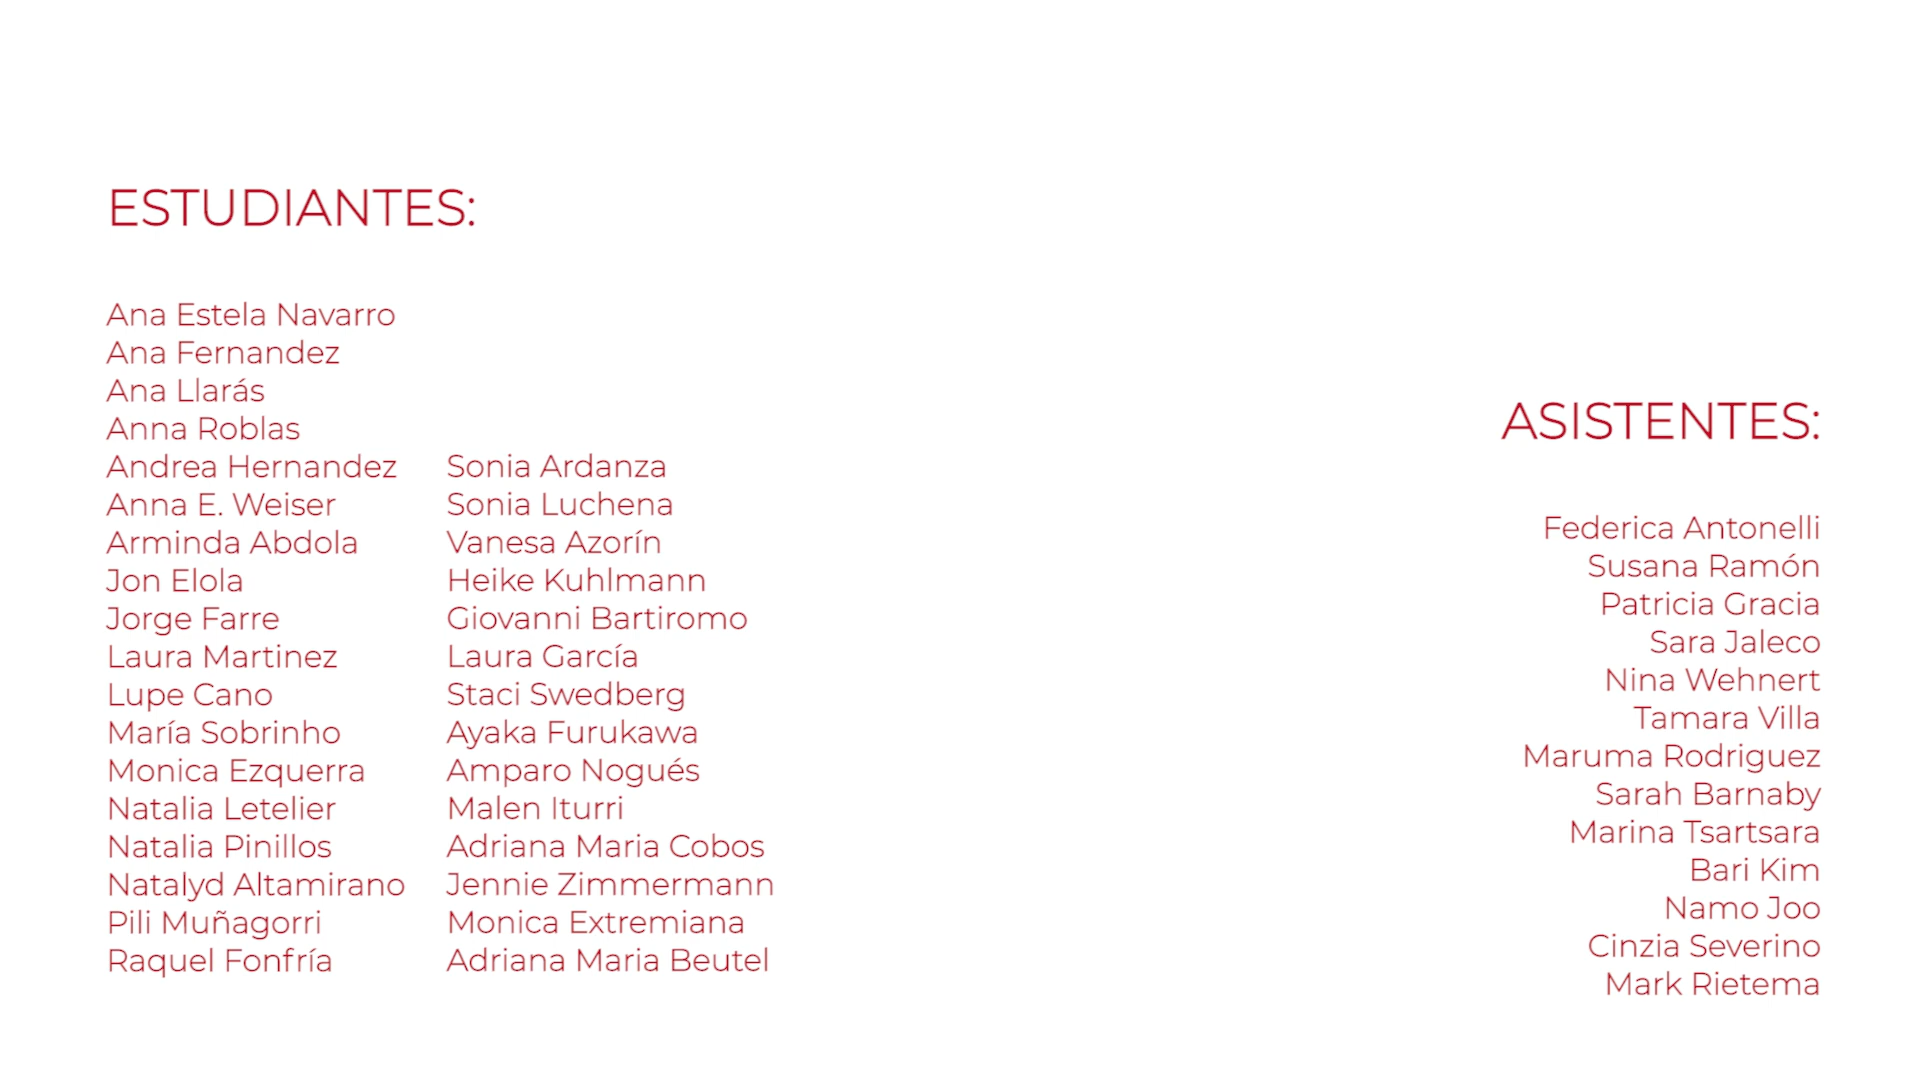 ESTUDIANTES:
Ana Estela Navarro
Ana Fernandez
Ana Llarás
Anna Roblas
Andrea Hernandez
Anna E. Weiser
Arminda Abdola
Jon Elola
Jorge Farre
Laura Martinez
Lupe Cano
María Sobrinho
Monica Ezquerra
Natalia Letelier
Natalia Pinillos
Natalyd Altamirano
Pili Muñagorri
Raquel Fonfría
Sonia Ardanza
Sonia Luchena
Vanesa Azorín
Heike Kuhlmann
Giovanni Bartiromo
Laura García
Staci Swedberg
Ayaka Furukawa
Amparo Nogués
Malen Iturri
Adriana Maria Cobos
Jennie Zimmermann
Monica Extremiana
Adriana Maria Beutel
ASISTENTES:
Federica Antonelli
Susana Ramón
Patricia Gracia
Sara Jaleco
Nina Wehnert
Tamara Villa
Maruma Rodriguez
Sarah Barnaby
Marina Tsartsara
Bari Kim
Namo Joo
Cinzia Severino
Mark Rietema